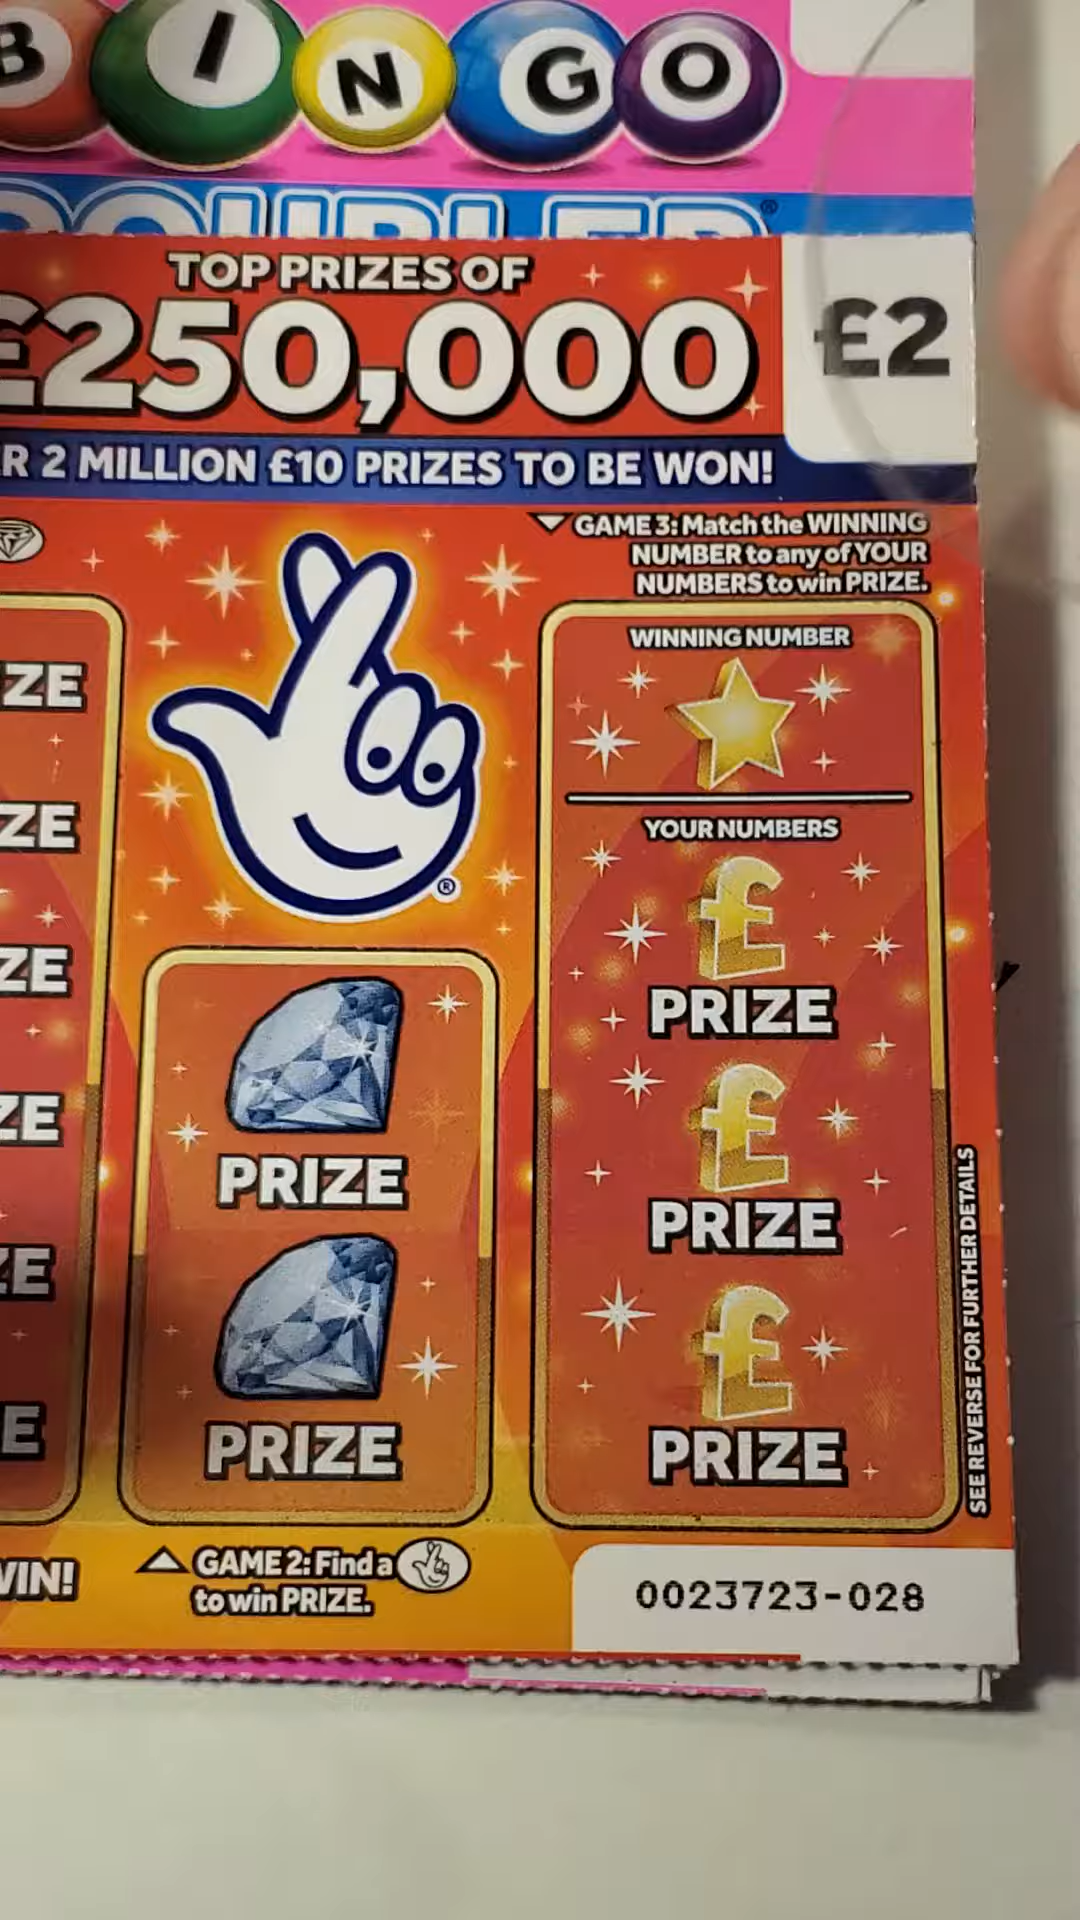 BINGO
DOUBLER®
TOP PRIZES OF
£250,000
£2
R 2 MILLION £10 PRIZES TO BE WON!
GAME 3: Match the WINNING
NUMBER to any of YOUR
NUMBERS to win PRIZE.
WINNING NUMBER
YOUR NUMBERS
£
PRIZE
£
PRIZE
£
PRIZE
ZE
ZE
ZE
ZE
ZE
E
®
PRIZE
PRIZE
WIN!
GAME 2: Find a
to win PRIZE.
0023723-028
SEE REVERSE FOR FURTHER DETAILS